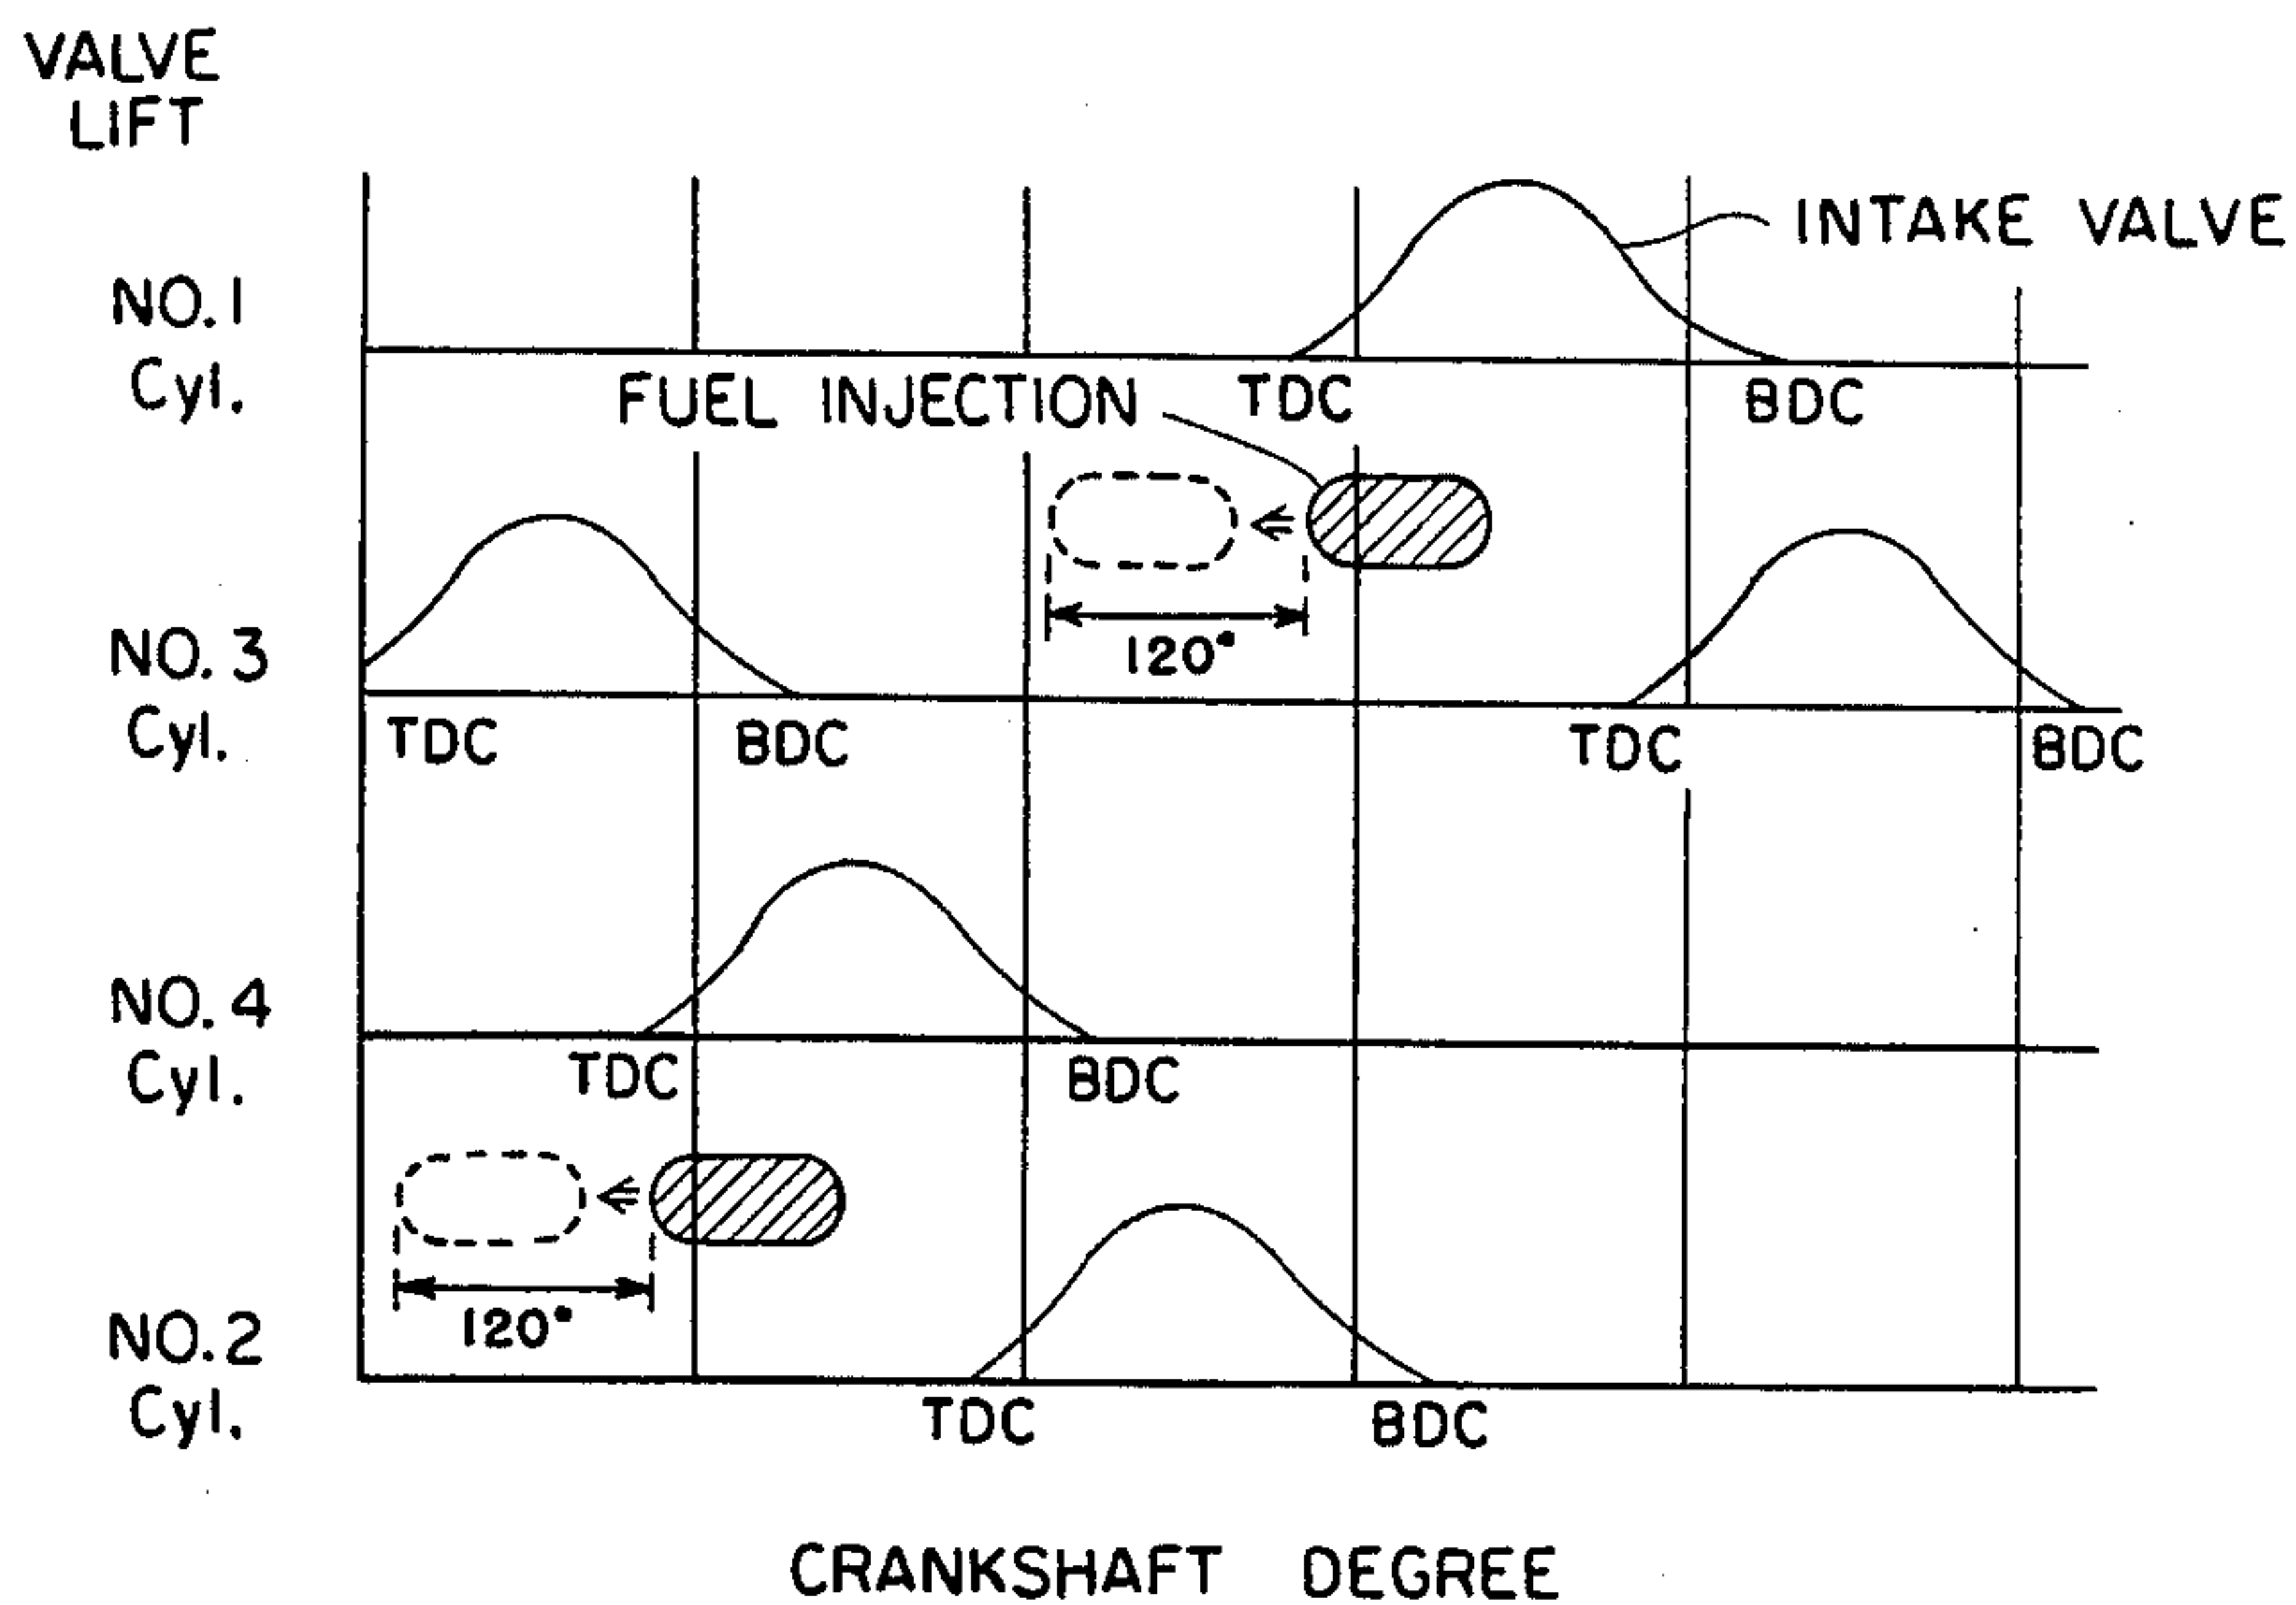 VALVE
LIFT
INTAKE VALVE
NO. 1
Cyl.
FUEL INJECTION
TDC
BDC
120°
NO. 3
Cyl.
TDC
BDC
TDC
BDC
NO. 4
Cyl.
TDC
BDC
120°
NO. 2
Cyl.
TDC
BDC
CRANKSHAFT DEGREE